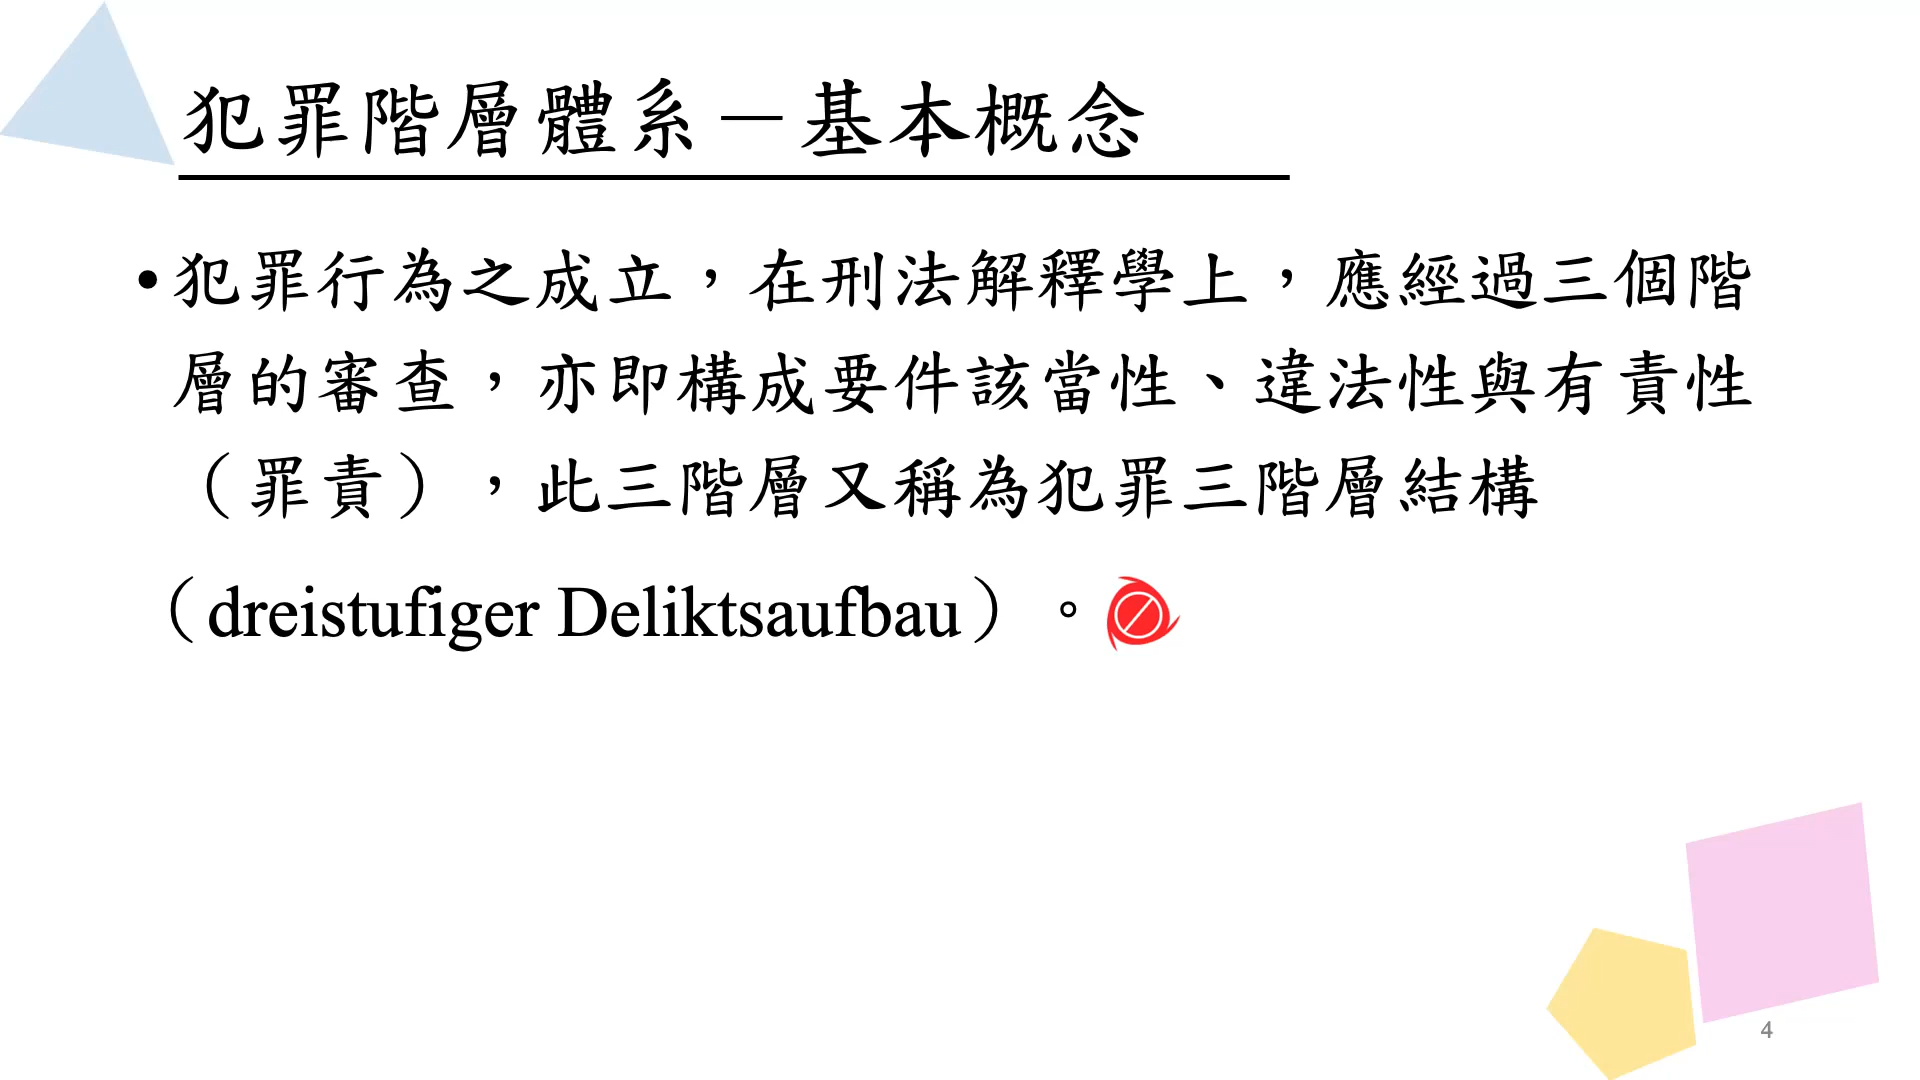 犯罪階層體系－基本概念
•犯罪行為之成立，在刑法解釋學上，應經過三個階
層的審查，亦即構成要件該當性、違法性與有責性
（罪責），此三階層又稱為犯罪三階層結構
（dreistufiger Deliktsaufbau）。
4